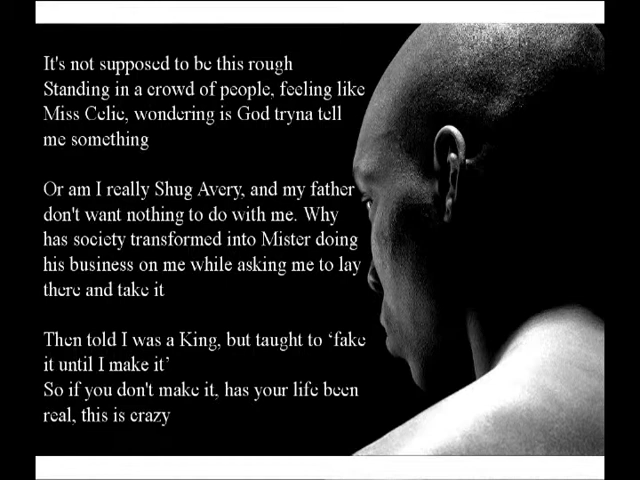 It's not supposed to be this rough
Standing in a crowd of people, feeling like
Miss Celie, wondering is God tryna tell
me something
Or am I really Shug Avery, and my father
don't want nothing to do with me. Why
has society transformed into Mister doing
his business on me while asking me to lay
there and take it
Then told I was a King, but taught to ‘fake
it until I make it’
So if you don't make it, has your life been
real, this is crazy